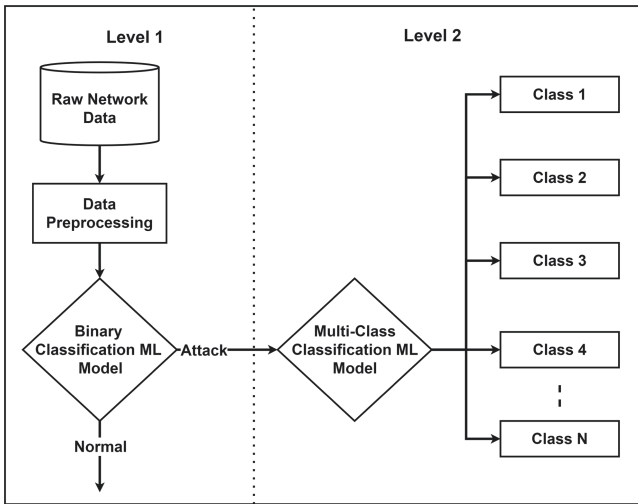 Level 1
Level 2
Raw Network
Data
Data
Preprocessing
Binary
Classification ML
Model
Attack
Normal
Multi-Class
Classification ML
Model
Class 1
Class 2
Class 3
Class 4
Class N